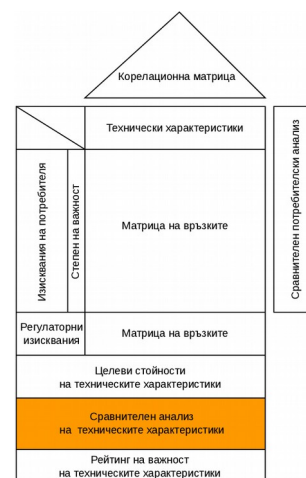 Корелационна матрица
Технически характеристики
Изисквания на потребителя
Степен на важност
Матрица на връзките
Сравнителен потребителски анализ
Регулаторни
изисквания
Матрица на връзките
Целеви стойности
на техническите характеристики
Сравнителен анализ
на техническите характеристики
Рейтинг на важност
на техническите характеристики